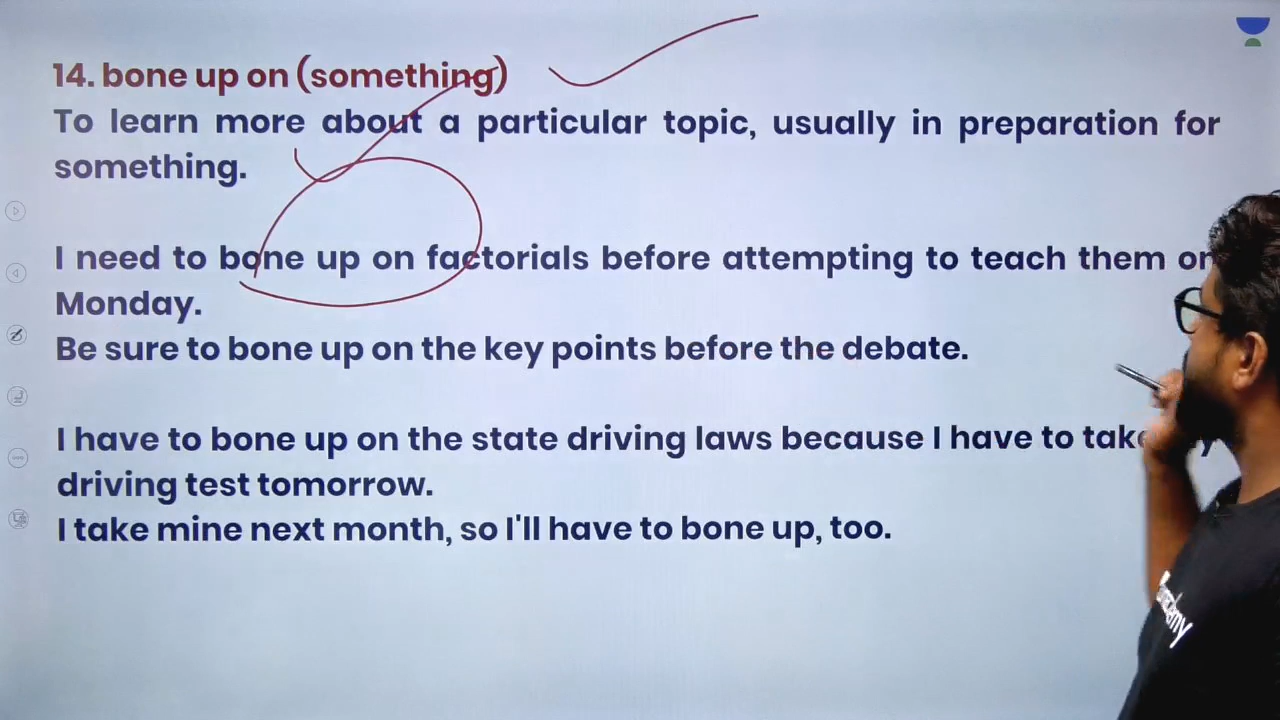 14. bone up on (something)
To learn more about a particular topic, usually in preparation for
something.
I need to bone up on factorials before attempting to teach them on
Monday.
Be sure to bone up on the key points before the debate.
I have to bone up on the state driving laws because I have to take
driving test tomorrow.
I take mine next month, so I'll have to bone up, too.